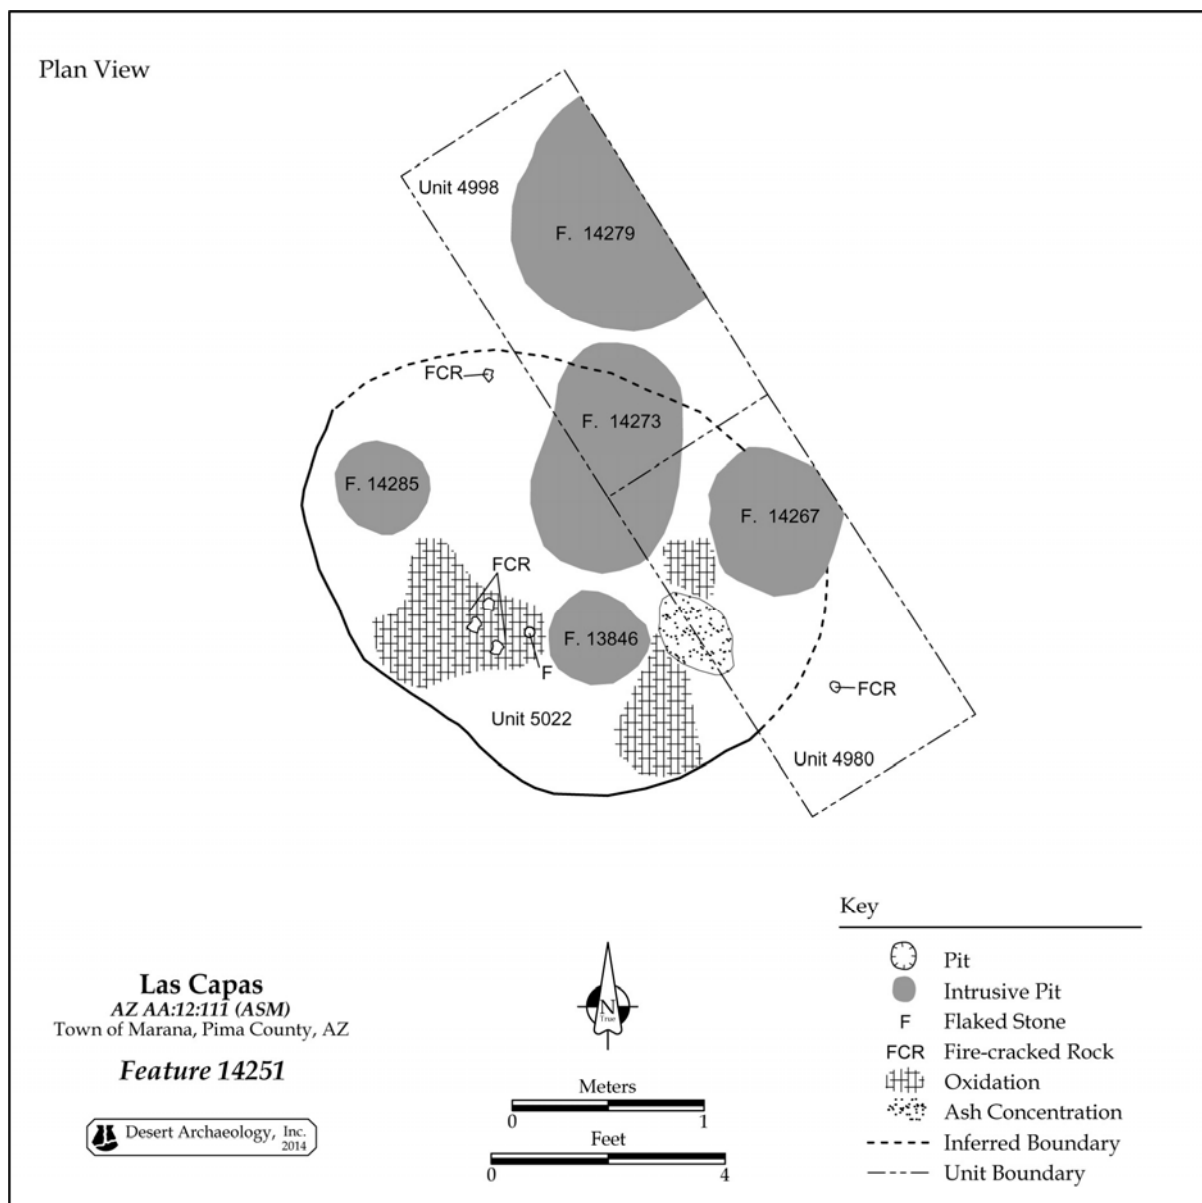 Plan View
Unit 4998
F. 14279
FCR
F. 14273
F. 14285
F. 14267
FCR
F. 13846
F
FCR
Unit 5022
Unit 4980
Key
Pit
Intrusive Pit
F Flaked Stone
FCR Fire-cracked Rock
Oxidation
Ash Concentration
Inferred Boundary
Unit Boundary
Las Capas
AZ AA:12:111 (ASM)
Town of Marana, Pima County, AZ
Feature 14251
Desert Archaeology, Inc.
2014
N
True
Meters
0 1
Feet
0 4